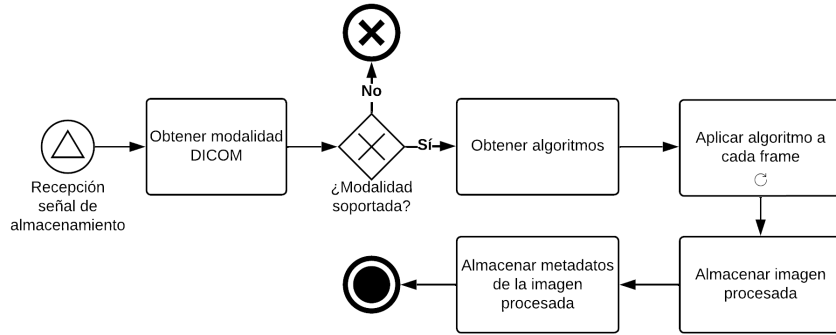 No
Obtener modalidad
DICOM
Sí
Obtener algoritmos
Aplicar algoritmo a
cada frame
Recepción
señal de
almacenamiento
¿Modalidad
soportada?
Almacenar metadatos
de la imagen
procesada
Almacenar imagen
procesada